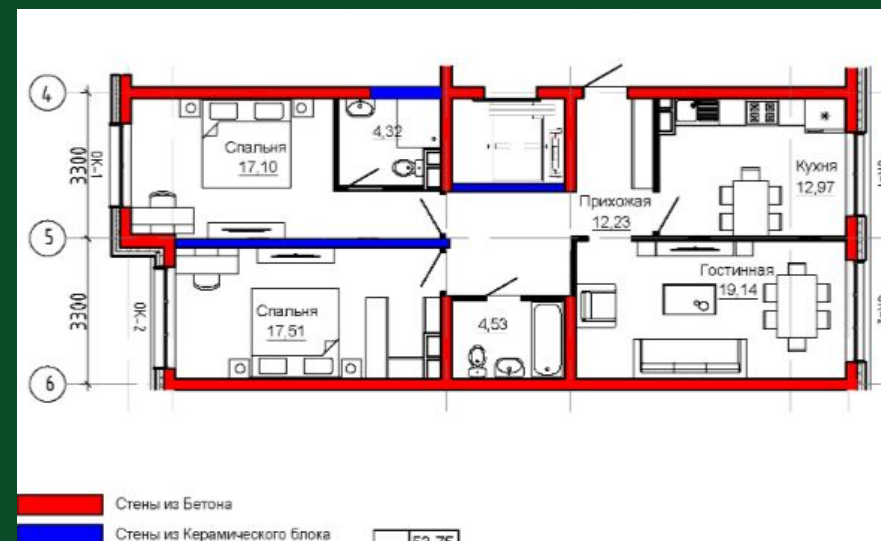 4
4,32
Спальня
17,10
Кухня
12,97
ОК-1
3300
Прихожая
12,23
5
Гостинная
19,14
3300
ОК-2
Спальня
17,51
4,53
6
Стены из Бетона
Стены из Керамического блока